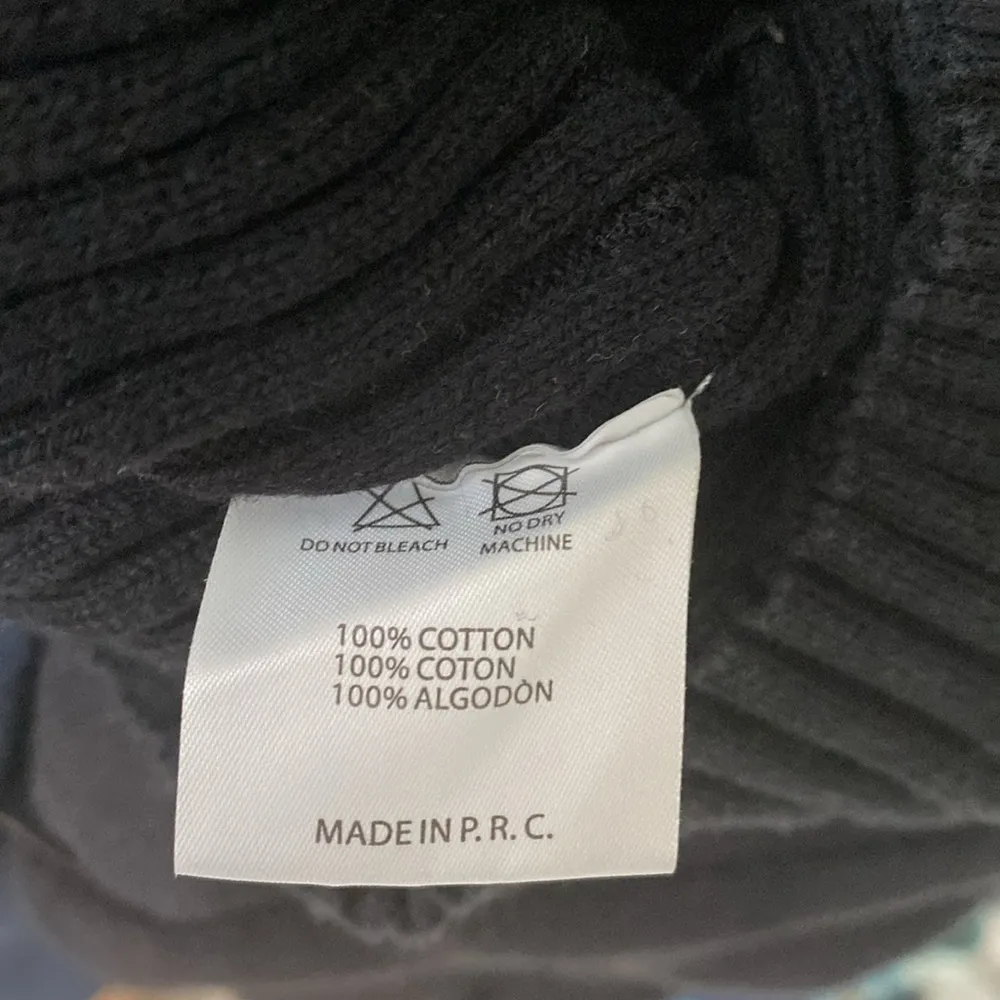 DO NOT BLEACH
NO DRY
MACHINE
100% COTTON
100% COTON
100% ALGODÒN
MADE IN P. R. C.